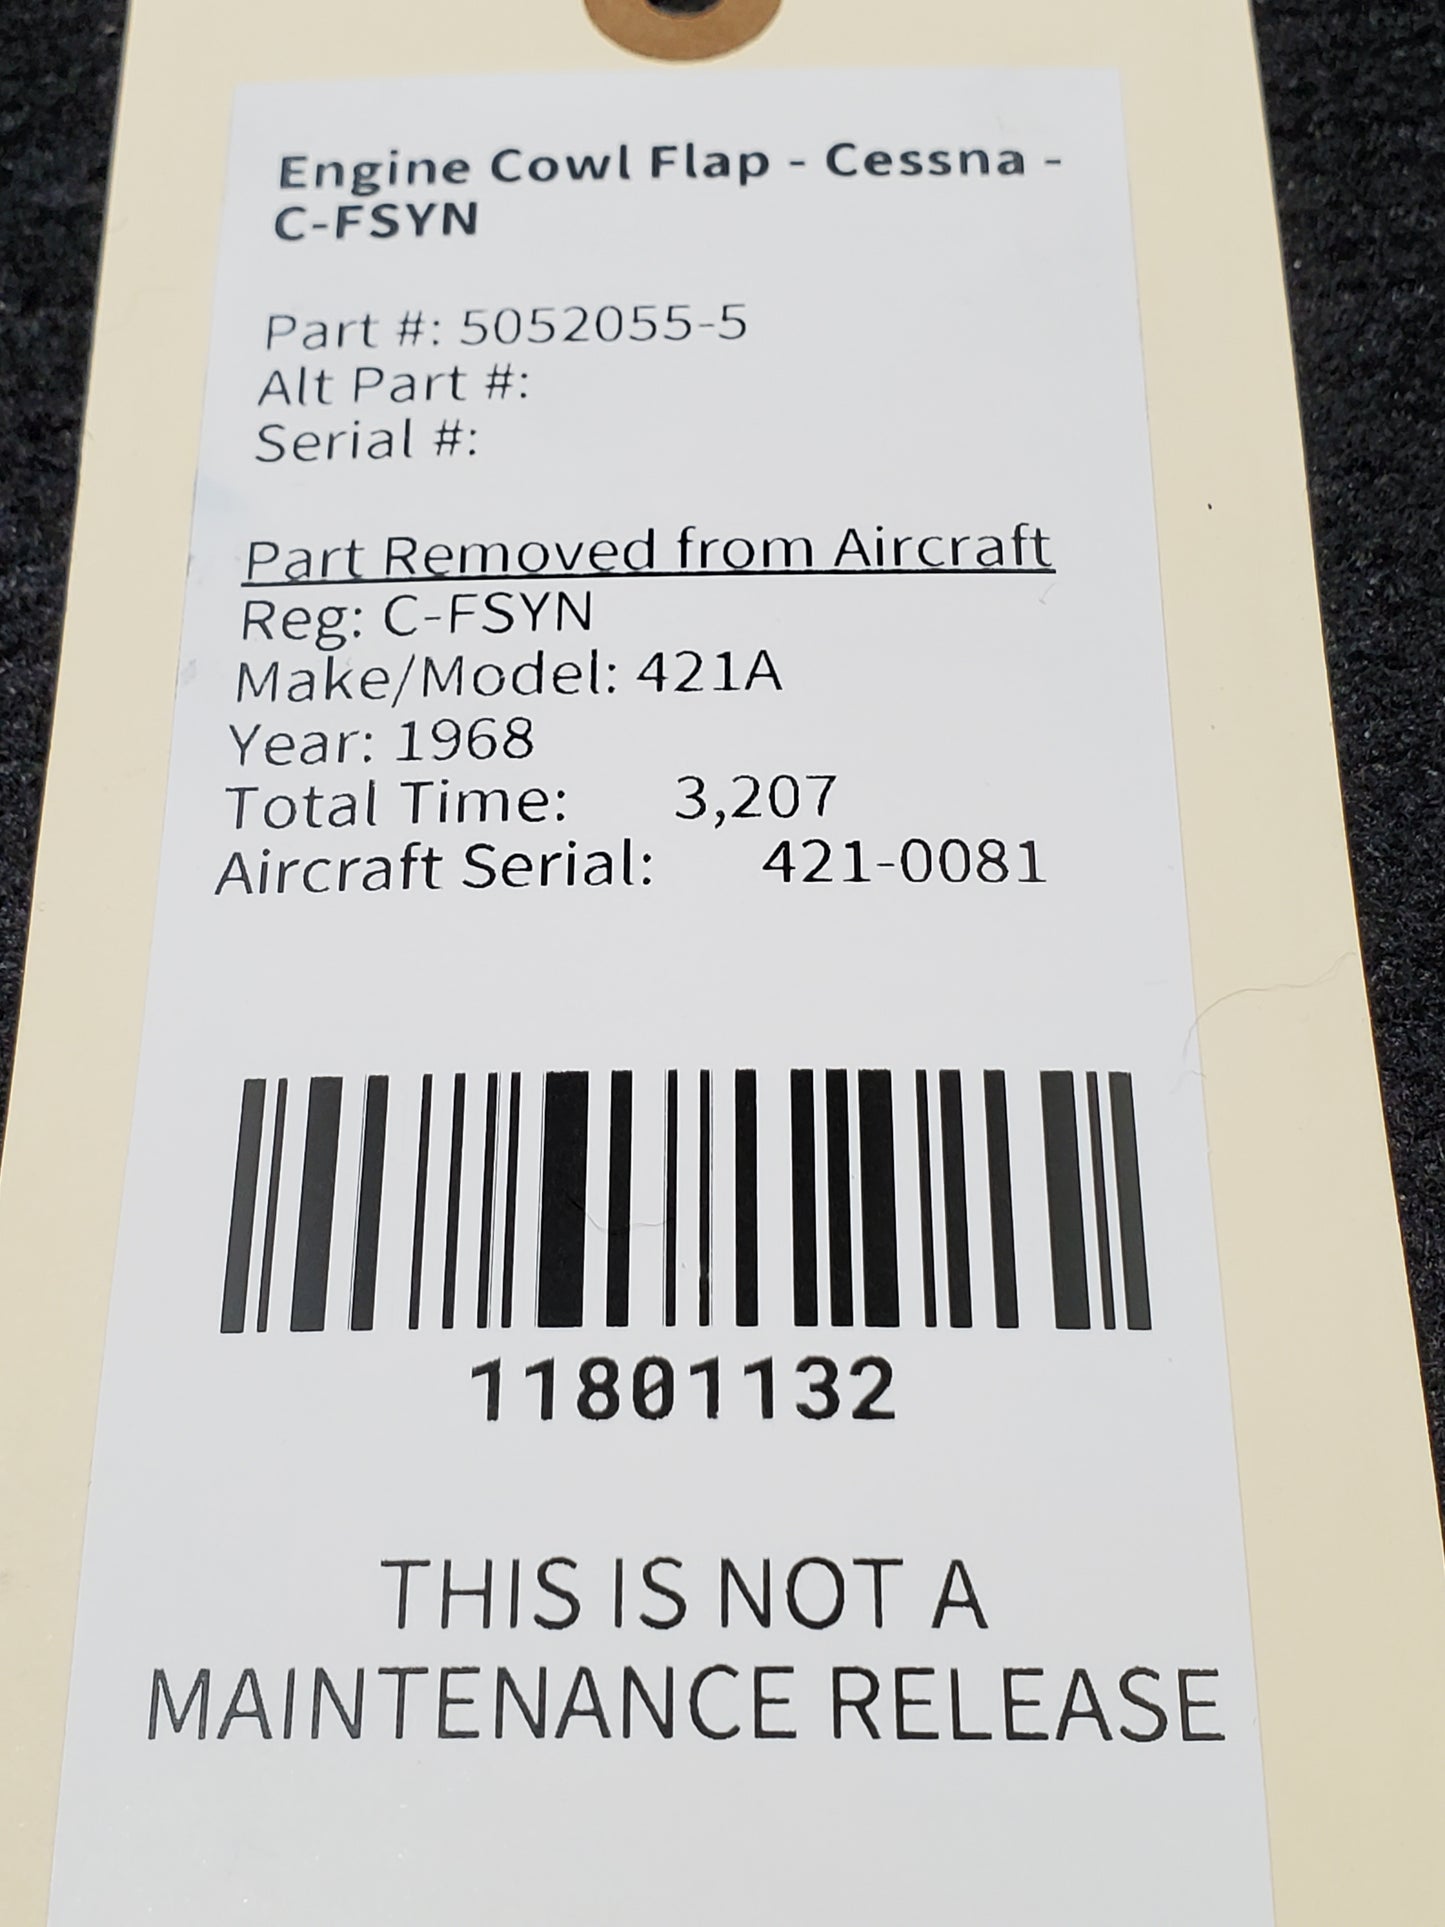 Engine Cowl Flap - Cessna -
C-FSYN
Part #: 5052055-5
Alt Part #:
Serial #:
Part Removed from Aircraft
Reg: C-FSYN
Make/Model: 421A
Year: 1968
Total Time: 3,207
Aircraft Serial: 421-0081
11801132
THIS IS NOT A
MAINTENANCE RELEASE